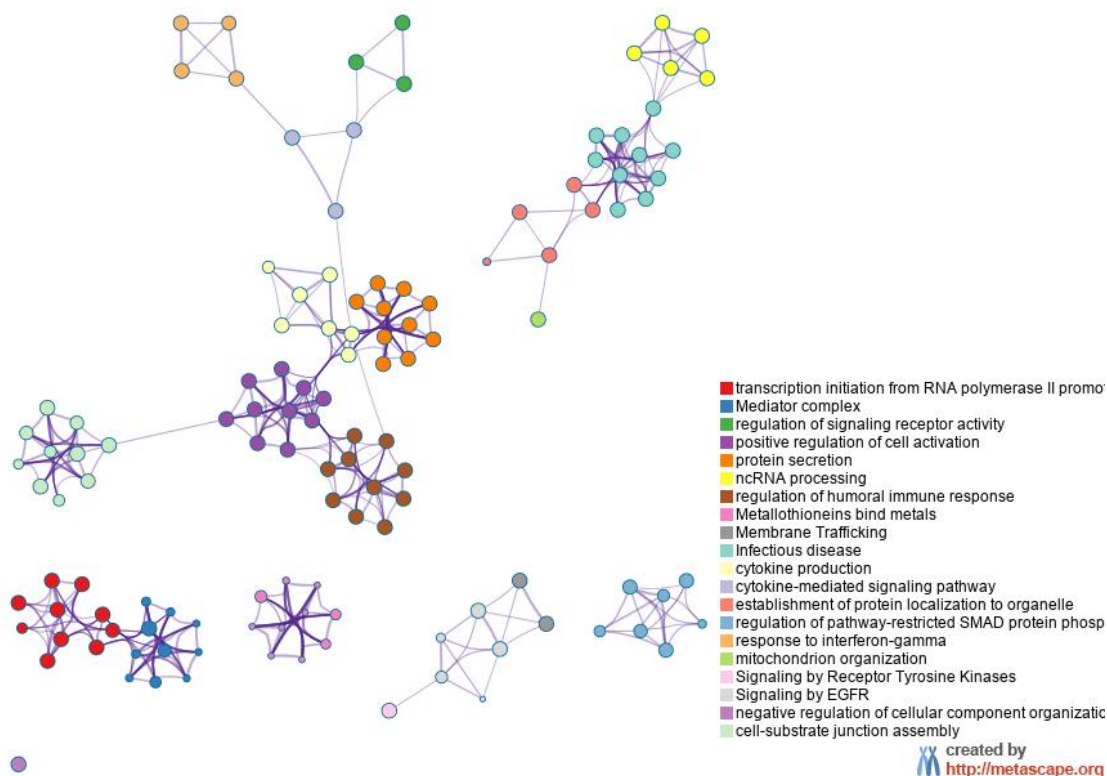 transcription initiation from RNA polymerase II promot
Mediator complex
regulation of signaling receptor activity
positive regulation of cell activation
protein secretion
ncRNA processing
regulation of humoral immune response
Metallothioneins bind metals
Membrane Trafficking
Infectious disease
cytokine production
cytokine-mediated signaling pathway
establishment of protein localization to organelle
regulation of pathway-restricted SMAD protein phosp
response to interferon-gamma
mitochondrion organization
Signaling by Receptor Tyrosine Kinases
Signaling by EGFR
negative regulation of cellular component organizatio
cell-substrate junction assembly
created by
http://metascape.org